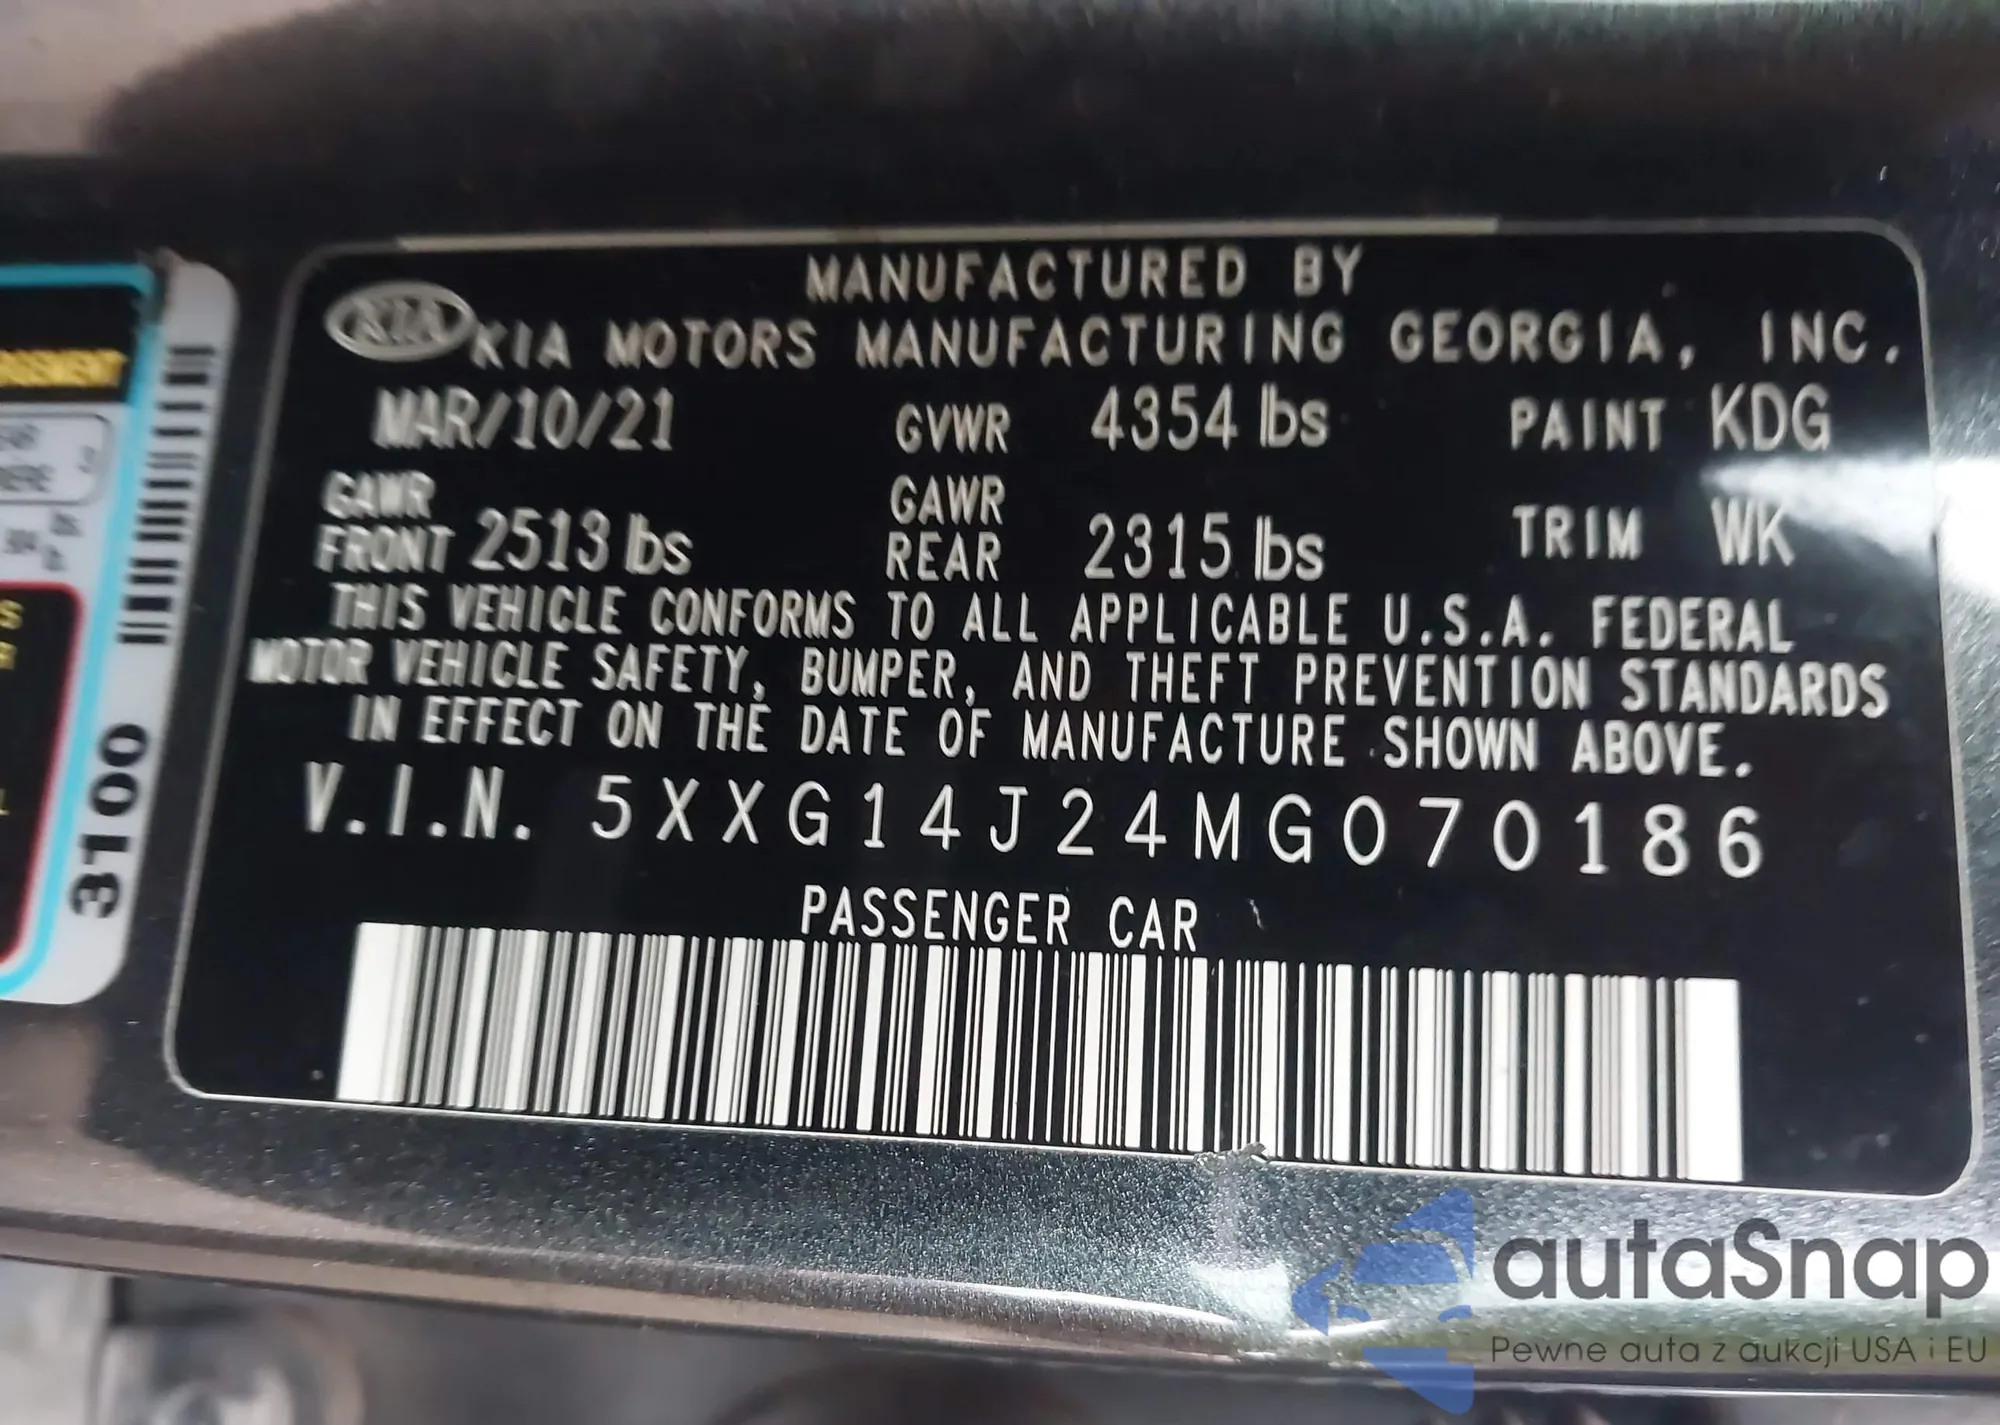 MANUFACTURED BY
KIA KIA MOTORS MANUFACTURING GEORGIA, INC.
MAR/10/21 GVWR 4354 lbs PAINT KDG
GAWR FRONT 2513 lbs GAWR REAR 2315 lbs TRIM WK
THIS VEHICLE CONFORMS TO ALL APPLICABLE U.S.A. FEDERAL
MOTOR VEHICLE SAFETY, BUMPER, AND THEFT PREVENTION STANDARDS
IN EFFECT ON THE DATE OF MANUFACTURE SHOWN ABOVE.
V.I.N. 5XXG14J24MG070186
PASSENGER CAR
3100
autaSnap
Pewne auta z aukcji USA i EU